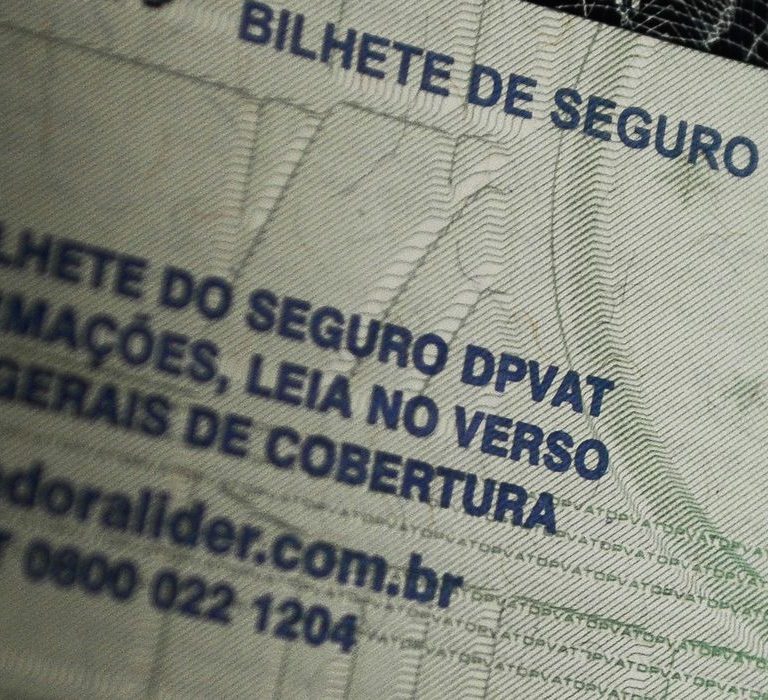 BILHETE DE SEGURO
LHETE DO SEGURO DPVAT
MAÇÕES, LEIA NO VERSO
GERAIS DE COBERTURA
doralider.com.br
0800 022 1204